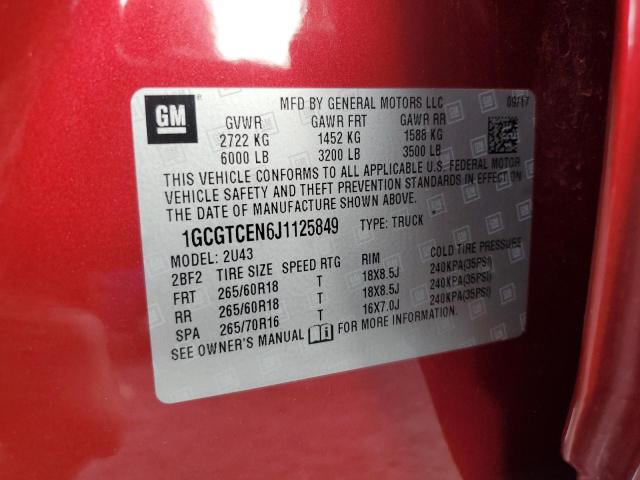 GM
MFD BY GENERAL MOTORS LLC 09/17
GVWR GAWR FRT GAWR RR
2722 KG 1452 KG 1588 KG
6000 LB 3200 LB 3500 LB
THIS VEHICLE CONFORMS TO ALL APPLICABLE U.S. FEDERAL MOTOR
VEHICLE SAFETY AND THEFT PREVENTION STANDARDS IN EFFECT ON
THE DATE OF MANUFACTURE SHOWN ABOVE.
1GCGTCEN6J1125849 TYPE: TRUCK
MODEL: 2U43
2BF2 TIRE SIZE SPEED RTG RIM COLD TIRE PRESSURE
FRT 265/60R18 T 18X8.5J 240KPA(35PSI)
RR 265/60R18 T 18X8.5J 240KPA(35PSI)
SPA 265/70R16 T 16X7.0J 240KPA(35PSI)
SEE OWNER'S MANUAL FOR MORE INFORMATION.